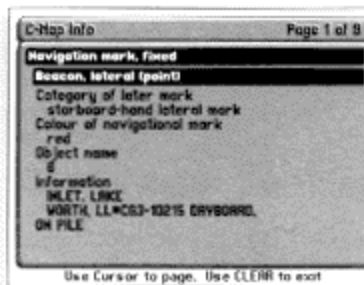 C-Map Info Page 1 of 9
Navigation mark, fixed
Beacon, lateral (point)
Category of later mark
starboard-hand lateral mark
Colour of navigational mark
red
Object name
6
Information
INLET, LAKE
WORTH, LL#CG3-10215 DAYBOARD,
ON PILE
Use Cursor to page. Use CLEAR to exit